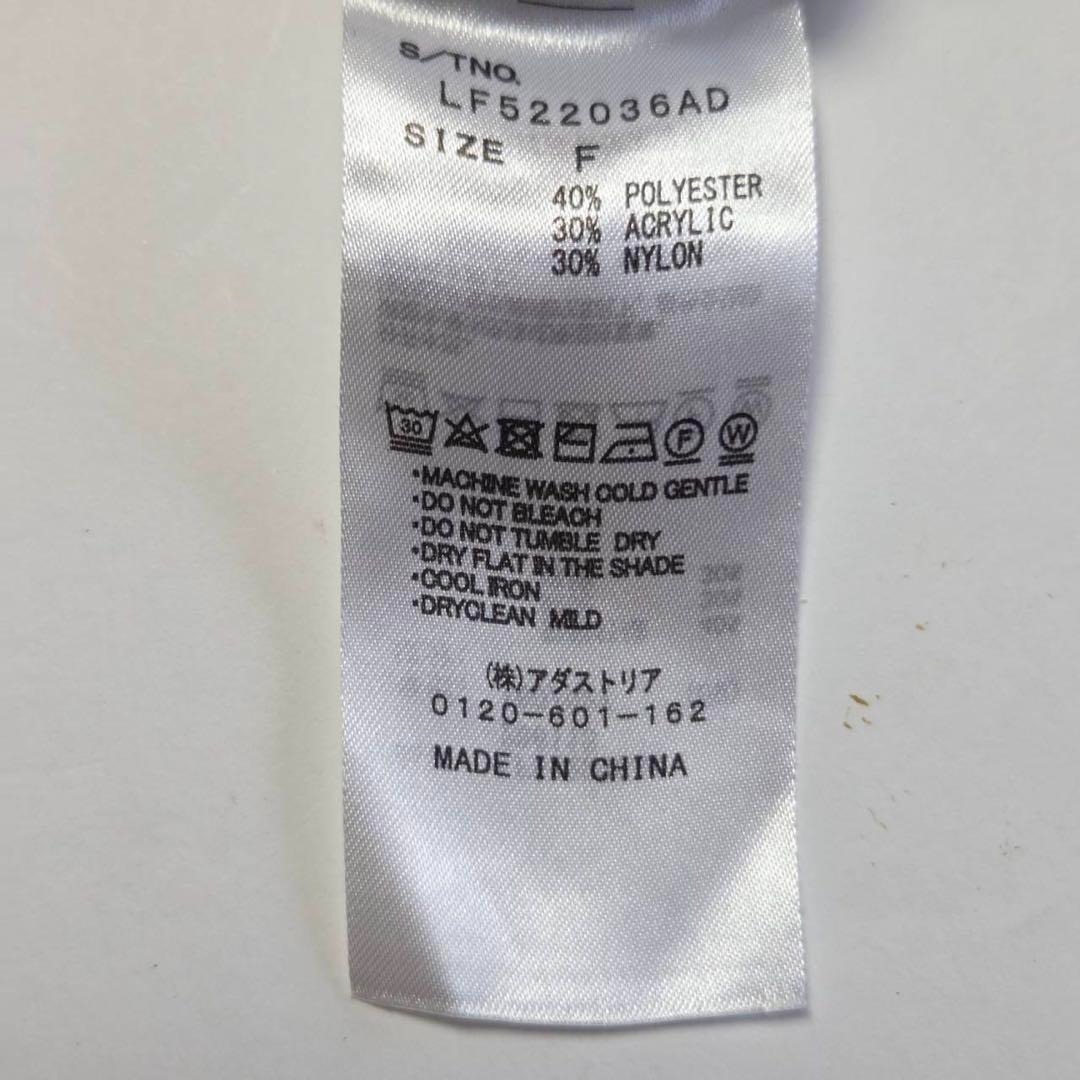 S/TNO.
LF522036AD
SIZE F
40% POLYESTER
30% ACRYLIC
30% NYLON
30 F W
・MACHINE WASH COLD GENTLE
・DO NOT BLEACH
・DO NOT TUMBLE DRY
・DRY FLAT IN THE SHADE
・COOL IRON
・DRYCLEAN MILD
(株)アダストリア
0120-601-162
MADE IN CHINA